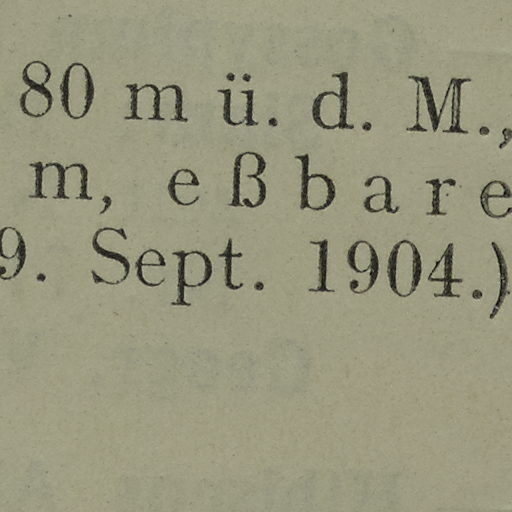 80 m ü. d. M.,
m, eßbare
9. Sept. 1904.)